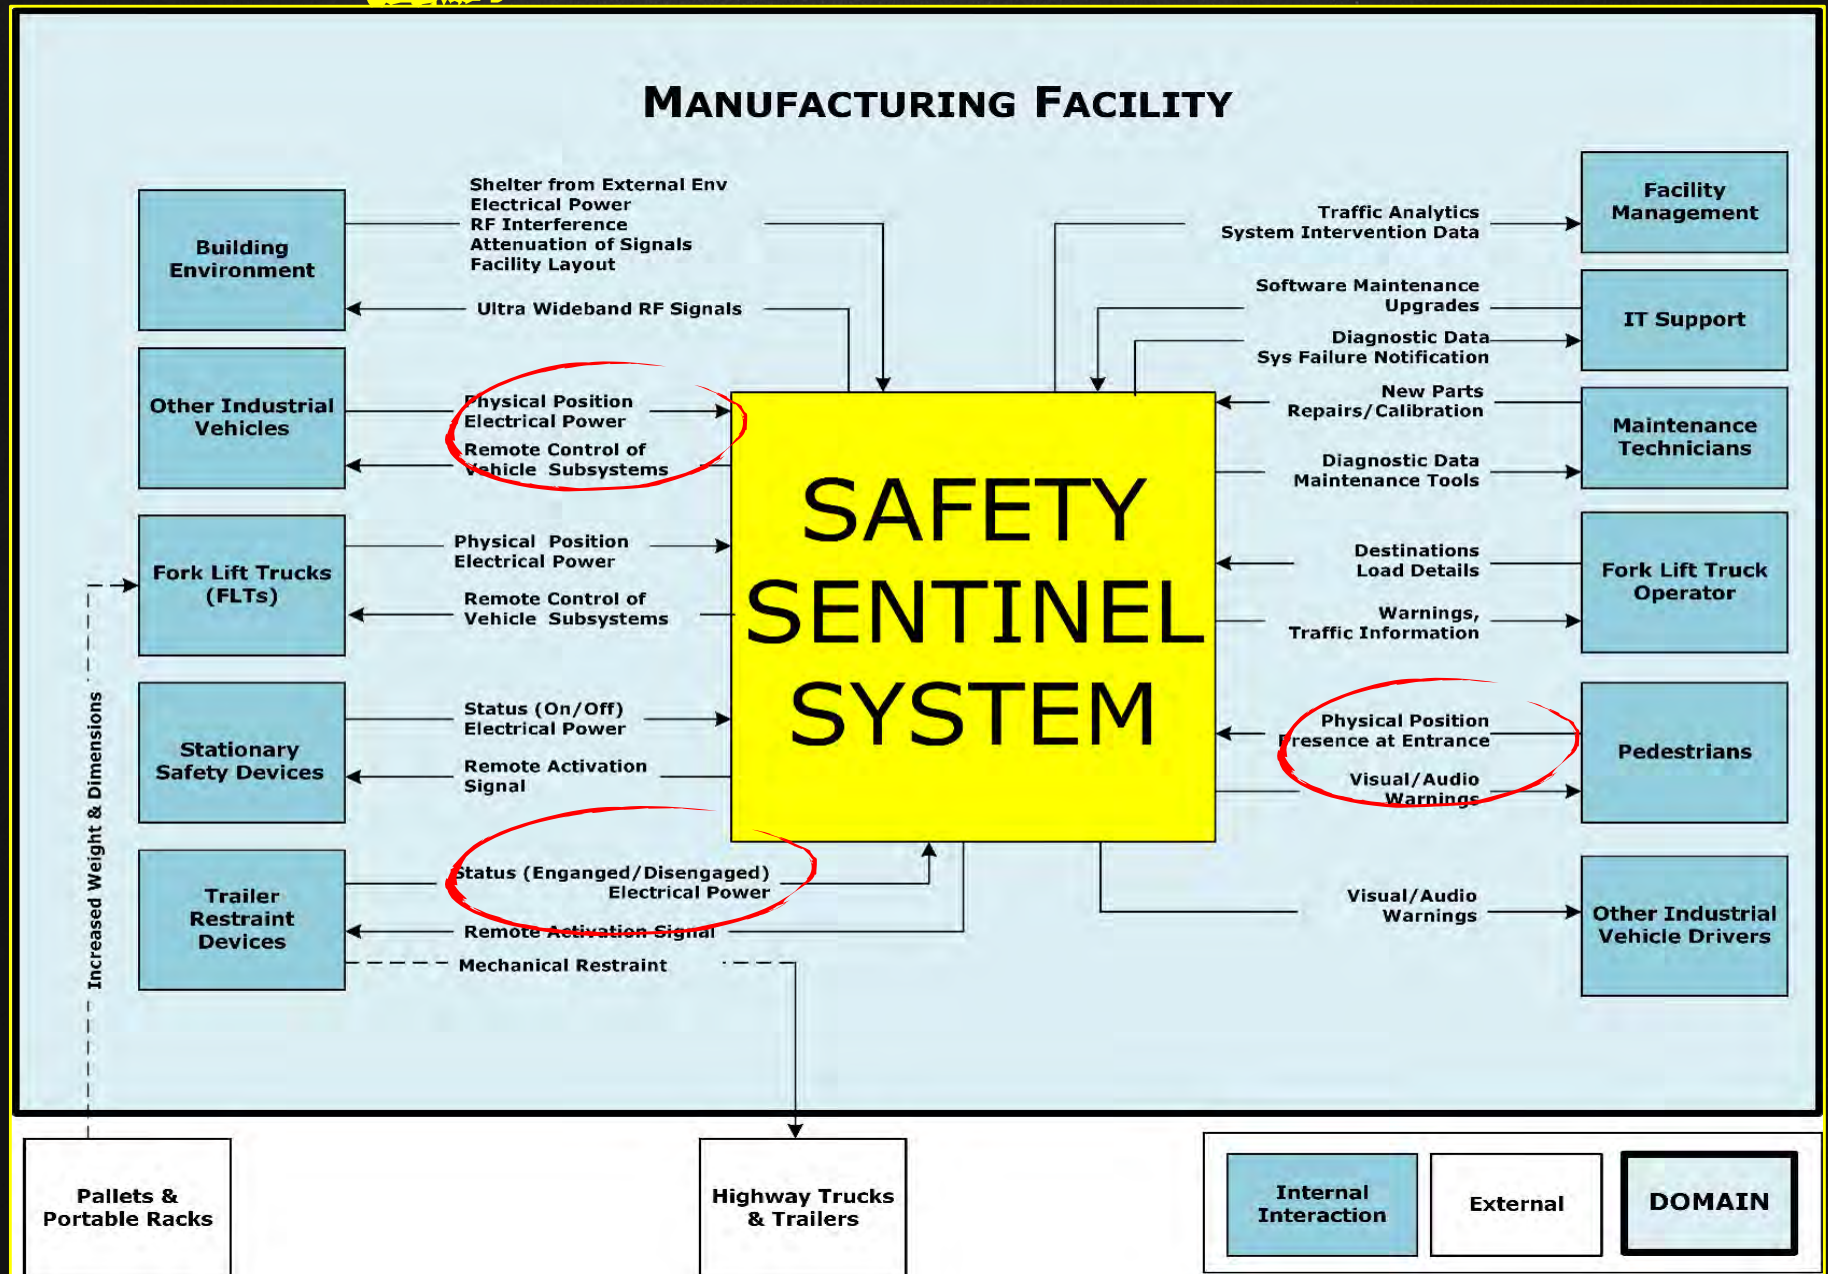 MANUFACTURING FACILITY
Building
Environment
Shelter from External Env
Electrical Power
RF Interference
Attenuation of Signals
Facility Layout
Ultra Wideband RF Signals
Other Industrial
Vehicles
Physical Position
Electrical Power
Remote Control of
Vehicle Subsystems
Fork Lift Trucks
(FLTs)
Physical Position
Electrical Power
Remote Control of
Vehicle Subsystems
Stationary
Safety Devices
Status (On/Off)
Electrical Power
Remote Activation
Signal
Trailer
Restraint
Devices
Status (Enganged/Disengaged)
Electrical Power
Remote Activation Signal
Mechanical Restraint
Increased Weight & Dimensions
SAFETY
SENTINEL
SYSTEM
Traffic Analytics
System Intervention Data
Facility
Management
Software Maintenance
Upgrades
Diagnostic Data
Sys Failure Notification
IT Support
New Parts
Repairs/Calibration
Diagnostic Data
Maintenance Tools
Maintenance
Technicians
Destinations
Load Details
Warnings,
Traffic Information
Fork Lift Truck
Operator
Physical Position
Presence at Entrance
Visual/Audio
Warnings
Pedestrians
Visual/Audio
Warnings
Other Industrial
Vehicle Drivers
Pallets &
Portable Racks
Highway Trucks
& Trailers
Internal
Interaction
External
DOMAIN